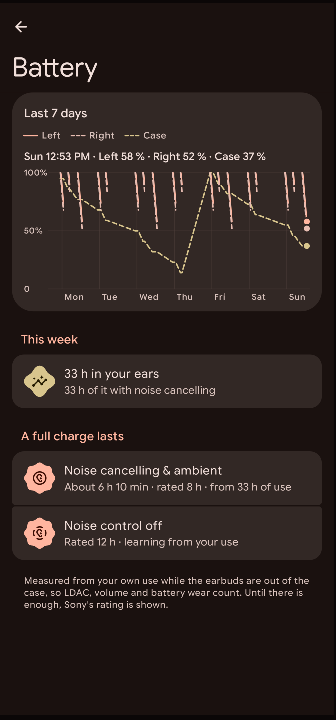 Battery
Last 7 days
Left --- Right --- Case
Sun 12:53 PM · Left 58 % · Right 52 % · Case 37 %
100%
50%
0
Mon Tue Wed Thu Fri Sat Sun
This week
33 h in your ears
33 h of it with noise cancelling
A full charge lasts
Noise cancelling & ambient
About 6 h 10 min · rated 8 h · from 33 h of use
Noise control off
Rated 12 h · learning from your use
Measured from your own use while the earbuds are out of the
case, so LDAC, volume and battery wear count. Until there is
enough, Sony's rating is shown.